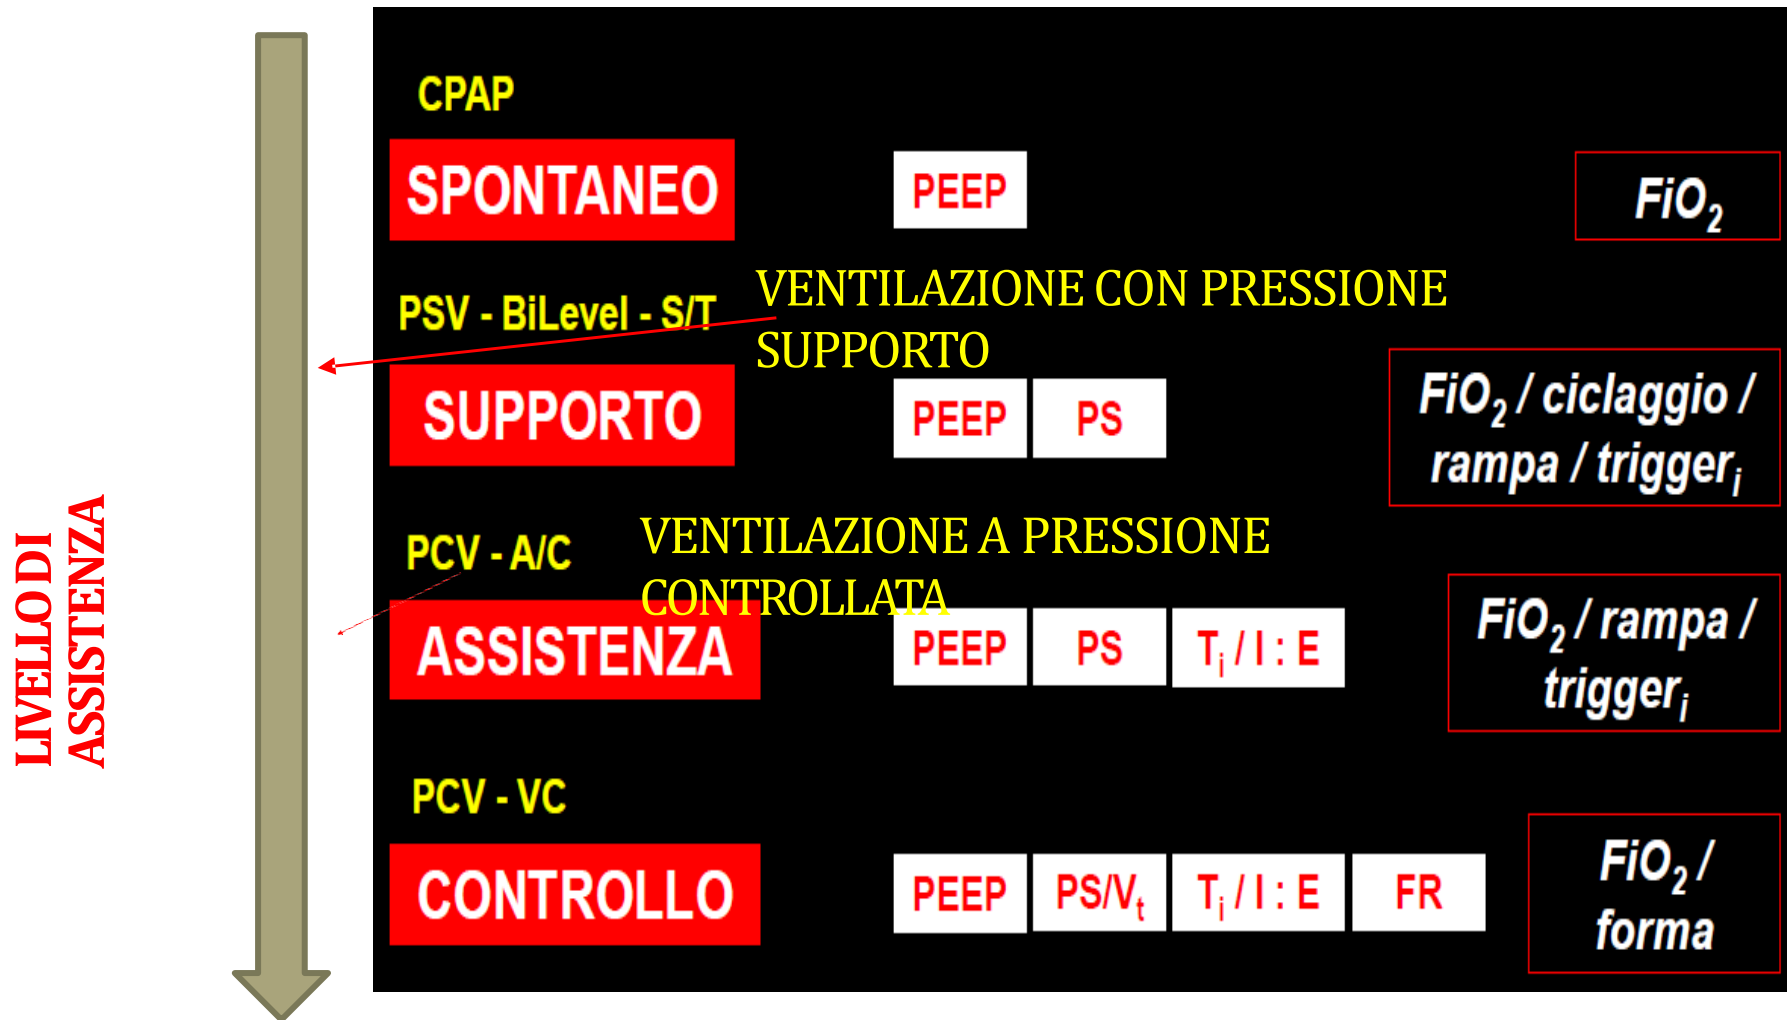 LIVELLO DI
ASSISTENZA
CPAP
SPONTANEO
PEEP
FiO₂
PSV - BiLevel - S/T
VENTILAZIONE CON PRESSIONE
SUPPORTO
SUPPORTO
PEEP
PS
FiO₂ / ciclaggio /
rampa / triggerᵢ
PCV - A/C
VENTILAZIONE A PRESSIONE
CONTROLLATA
ASSISTENZA
PEEP
PS
Tᵢ / I : E
FiO₂ / rampa /
triggerᵢ
PCV - VC
CONTROLLO
PEEP
PS/Vₜ
Tᵢ / I : E
FR
FiO₂ /
forma